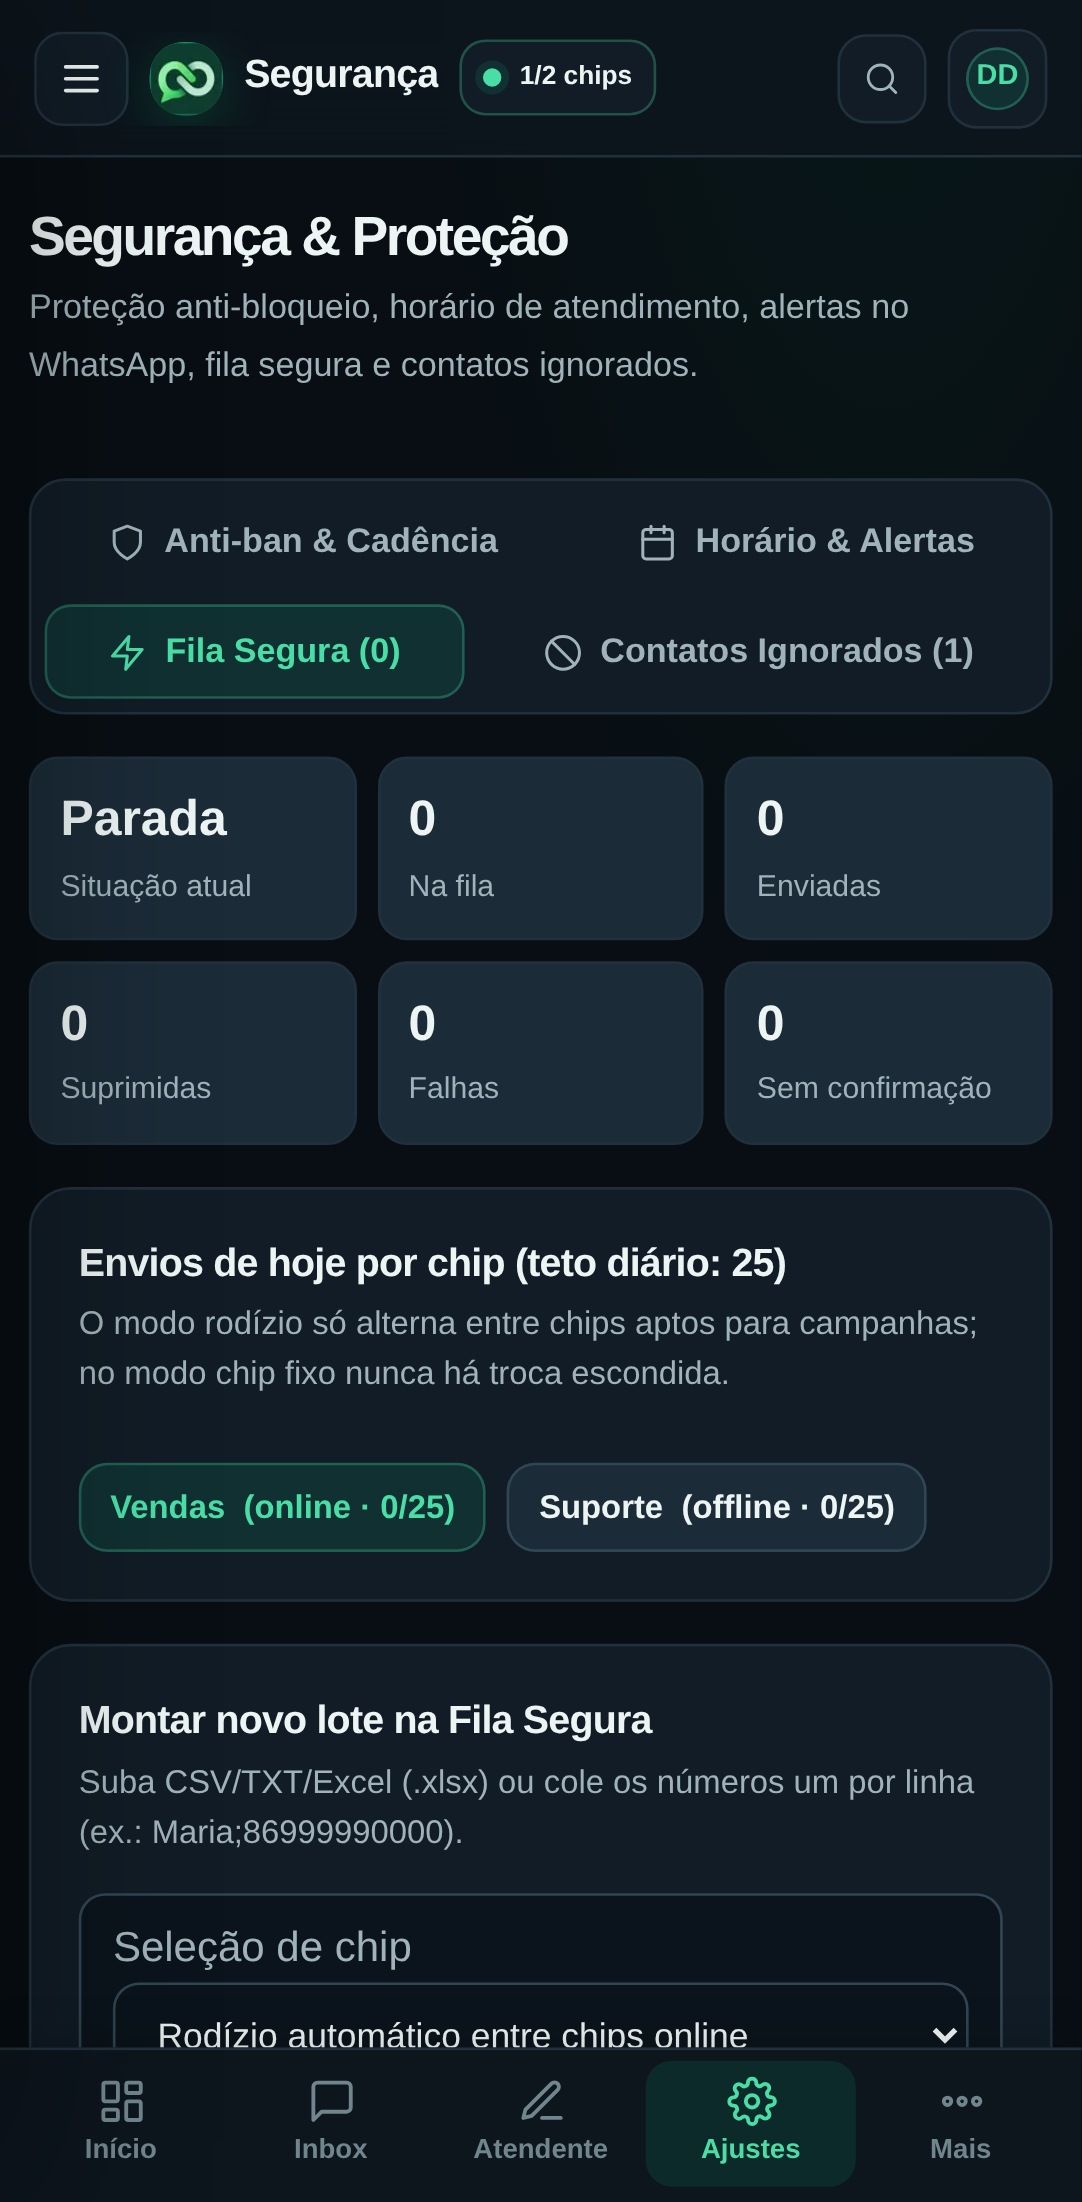 Segurança
1/2 chips
DD
Segurança & Proteção
Proteção anti-bloqueio, horário de atendimento, alertas no
WhatsApp, fila segura e contatos ignorados.
Anti-ban & Cadência
Horário & Alertas
Fila Segura (0)
Contatos Ignorados (1)
Parada
Situação atual
0
Na fila
0
Enviadas
0
Suprimidas
0
Falhas
0
Sem confirmação
Envios de hoje por chip (teto diário: 25)
O modo rodízio só alterna entre chips aptos para campanhas;
no modo chip fixo nunca há troca escondida.
Vendas (online · 0/25)
Suporte (offline · 0/25)
Montar novo lote na Fila Segura
Suba CSV/TXT/Excel (.xlsx) ou cole os números um por linha
(ex.: Maria;86999990000).
Seleção de chip
Rodízio automático entre chips online
Início
Inbox
Atendente
Ajustes
Mais